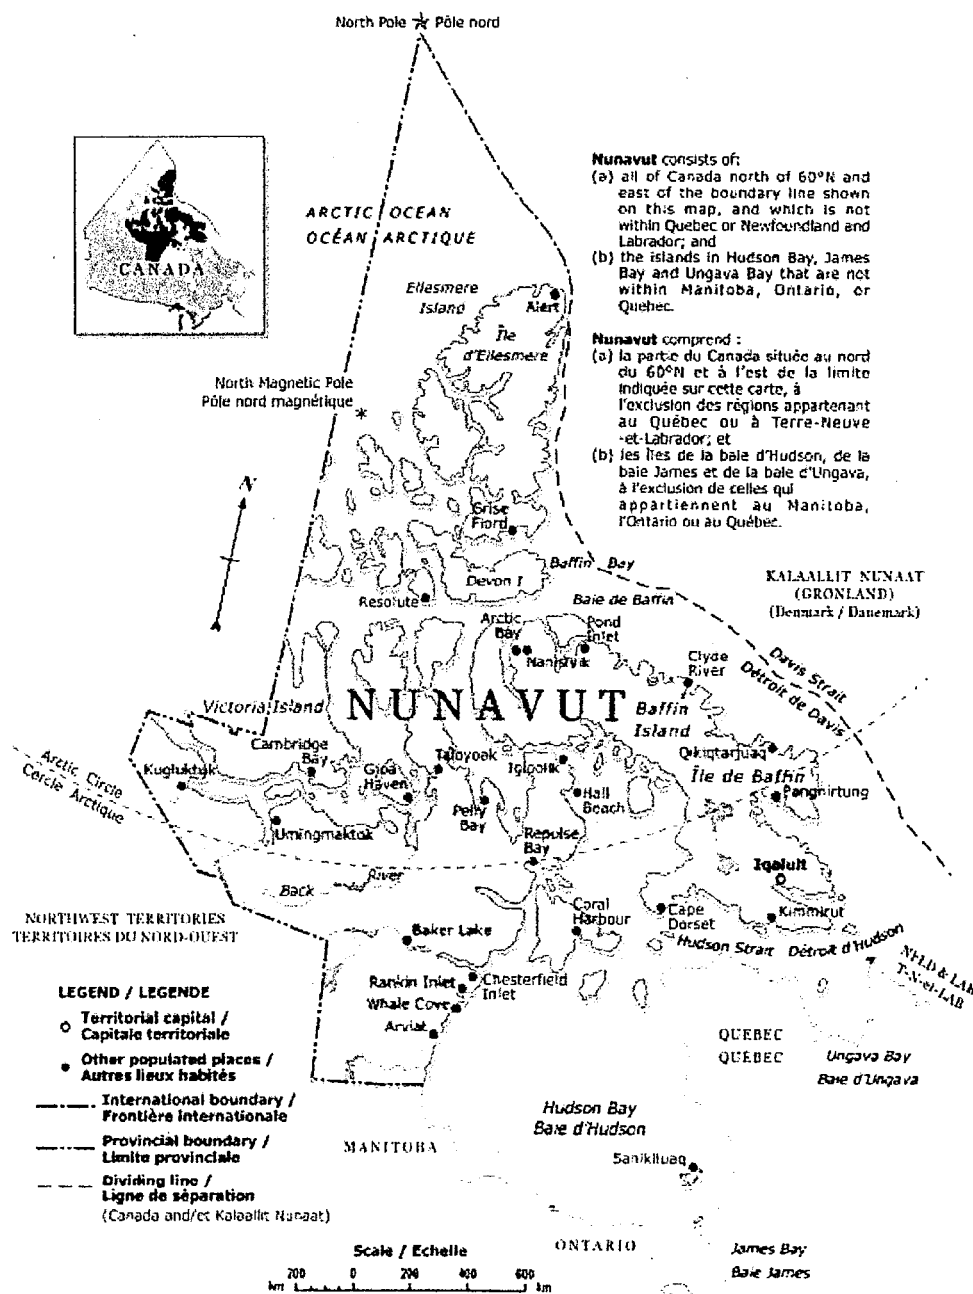 North Pole Pôle nord
Nunavut consists of:
(a) all of Canada north of 60°N and
east of the boundary line shown
on this map, and which is not
within Quebec or Newfoundland and
Labrador; and
(b) the islands in Hudson Bay, James
Bay and Ungava Bay that are not
within Manitoba, Ontario, or
Quebec.
Nunavut comprend :
(a) la partie du Canada située au nord
du 60°N et à l'est de la limite
indiquée sur cette carte, à
l'exclusion des régions appartenant
au Québec ou à Terre-Neuve
-et-Labrador; et
(b) les îles de la baie d'Hudson, de la
baie James et de la baie d'Ungava,
à l'exclusion de celles qui
appartiennent au Manitoba,
l'Ontario ou au Québec.
CANADA
ARCTIC OCEAN
OCÉAN ARCTIQUE
Ellesmere
Island
Alert
Île
d'Ellesmere
North Magnetic Pole
Pôle nord magnétique
N
Grise
Fiord
Devon I
Baffin Bay
Baie de Baffin
KALAALLIT NUNAAT
(GRØNLAND)
(Denmark / Danemark)
Resolute
Arctic
Bay
Pond
Inlet
Nanisivik
Clyde
River
Davis Strait
Détroit de Davis
Victoria Island
NUNAVUT
Baffin
Island
Cambridge
Bay
Taloyoak
Igloolik
Qikiqtarjuaq
Arctic Circle
Cercle Arctique
Kugluktuk
Gjoa
Haven
Hall
Beach
Île de Baffin
Pangnirtung
Pelly
Bay
Umingmaktok
Repulse
Bay
Iqaluit
Back River
Coral
Harbour
Cape
Dorset
Kimmirut
NORTHWEST TERRITORIES
TERRITOIRES DU NORD-OUEST
Baker Lake
Hudson Strait Détroit d'Hudson
NFLD & LAB
T-N-et-LAB
Rankin Inlet
Chesterfield
Inlet
Whale Cove
Arviat
QUEBEC
QUÉBEC
Ungava Bay
Baie d'Ungava
LEGEND / LEGENDE
Territorial capital /
Capitale territoriale
Other populated places /
Autres lieux habités
International boundary /
Frontière internationale
Provincial boundary /
Limite provinciale
Dividing line /
Ligne de séparation
(Canada and/et Kalaallit Nunaat)
Hudson Bay
Baie d'Hudson
MANITOBA
Sanikiluaq
ONTARIO
James Bay
Baie James
Scale / Echelle
200 0 200 400 600
km km